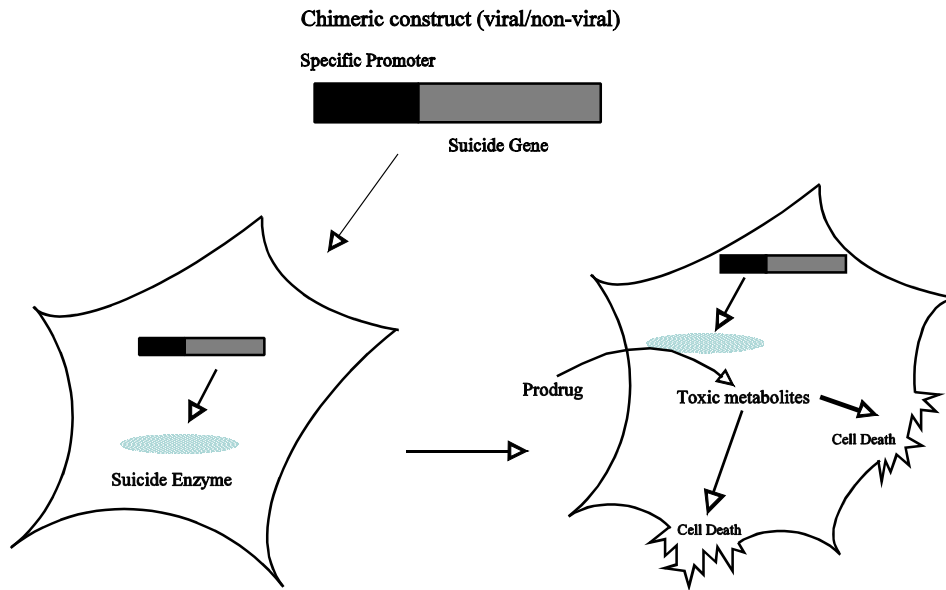 Chimeric construct (viral/non-viral)
Specific Promoter
Suicide Gene
Suicide Enzyme
Prodrug
Toxic metabolites
Cell Death
Cell Death